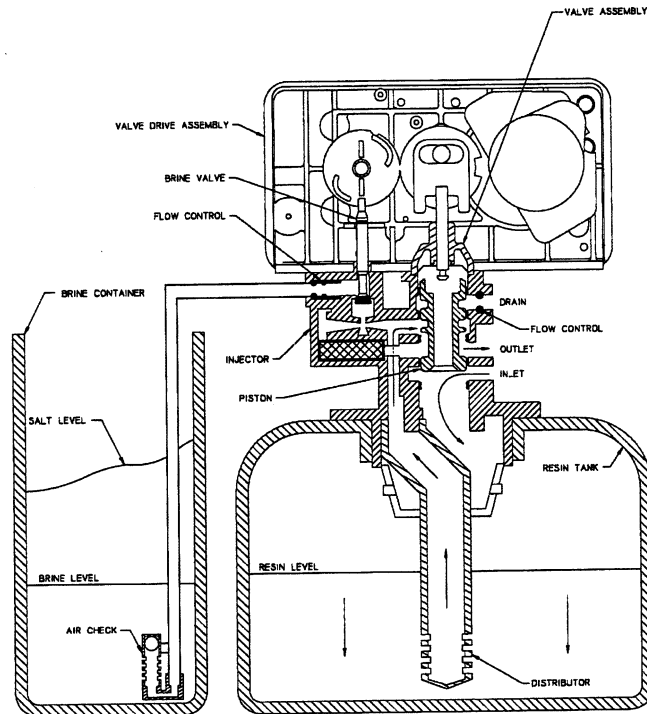 VALVE ASSEMBLY
VALVE DRIVE ASSEMBLY
BRINE VALVE
FLOW CONTROL
BRINE CONTAINER
DRAIN
FLOW CONTROL
INJECTOR
OUTLET
INLET
PISTON
SALT LEVEL
RESIN TANK
RESIN LEVEL
BRINE LEVEL
AIR CHECK
DISTRIBUTOR